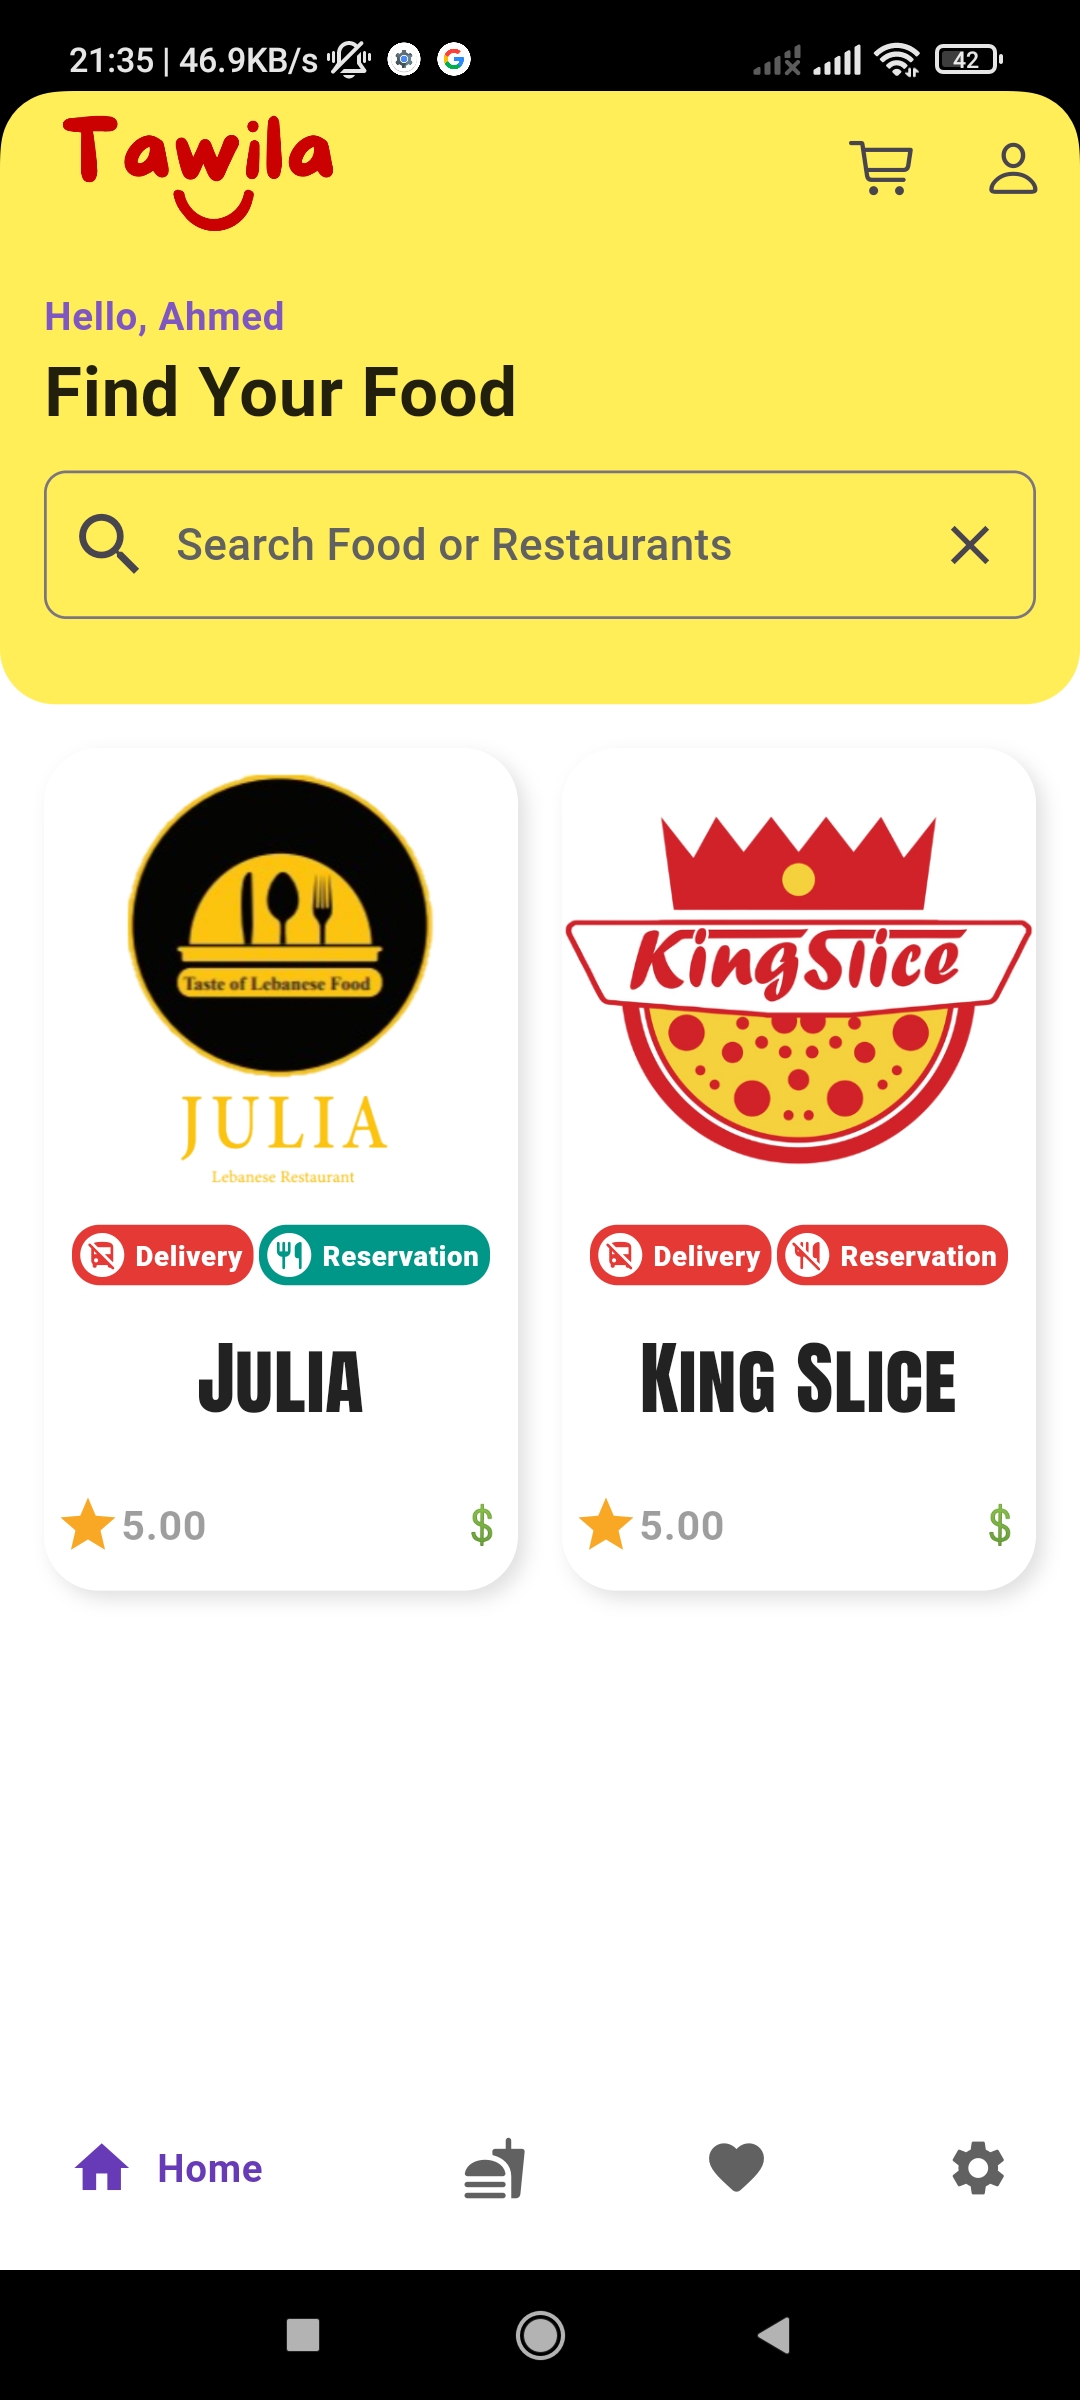 21:35 | 46.9KB/s 42
Tawila
Hello, Ahmed
Find Your Food
Search Food or Restaurants
Taste of Lebanese Food
JULIA
Lebanese Restaurant
KingSlice
Delivery Reservation
Delivery Reservation
JULIA
KING SLICE
5.00 $
5.00 $
Home